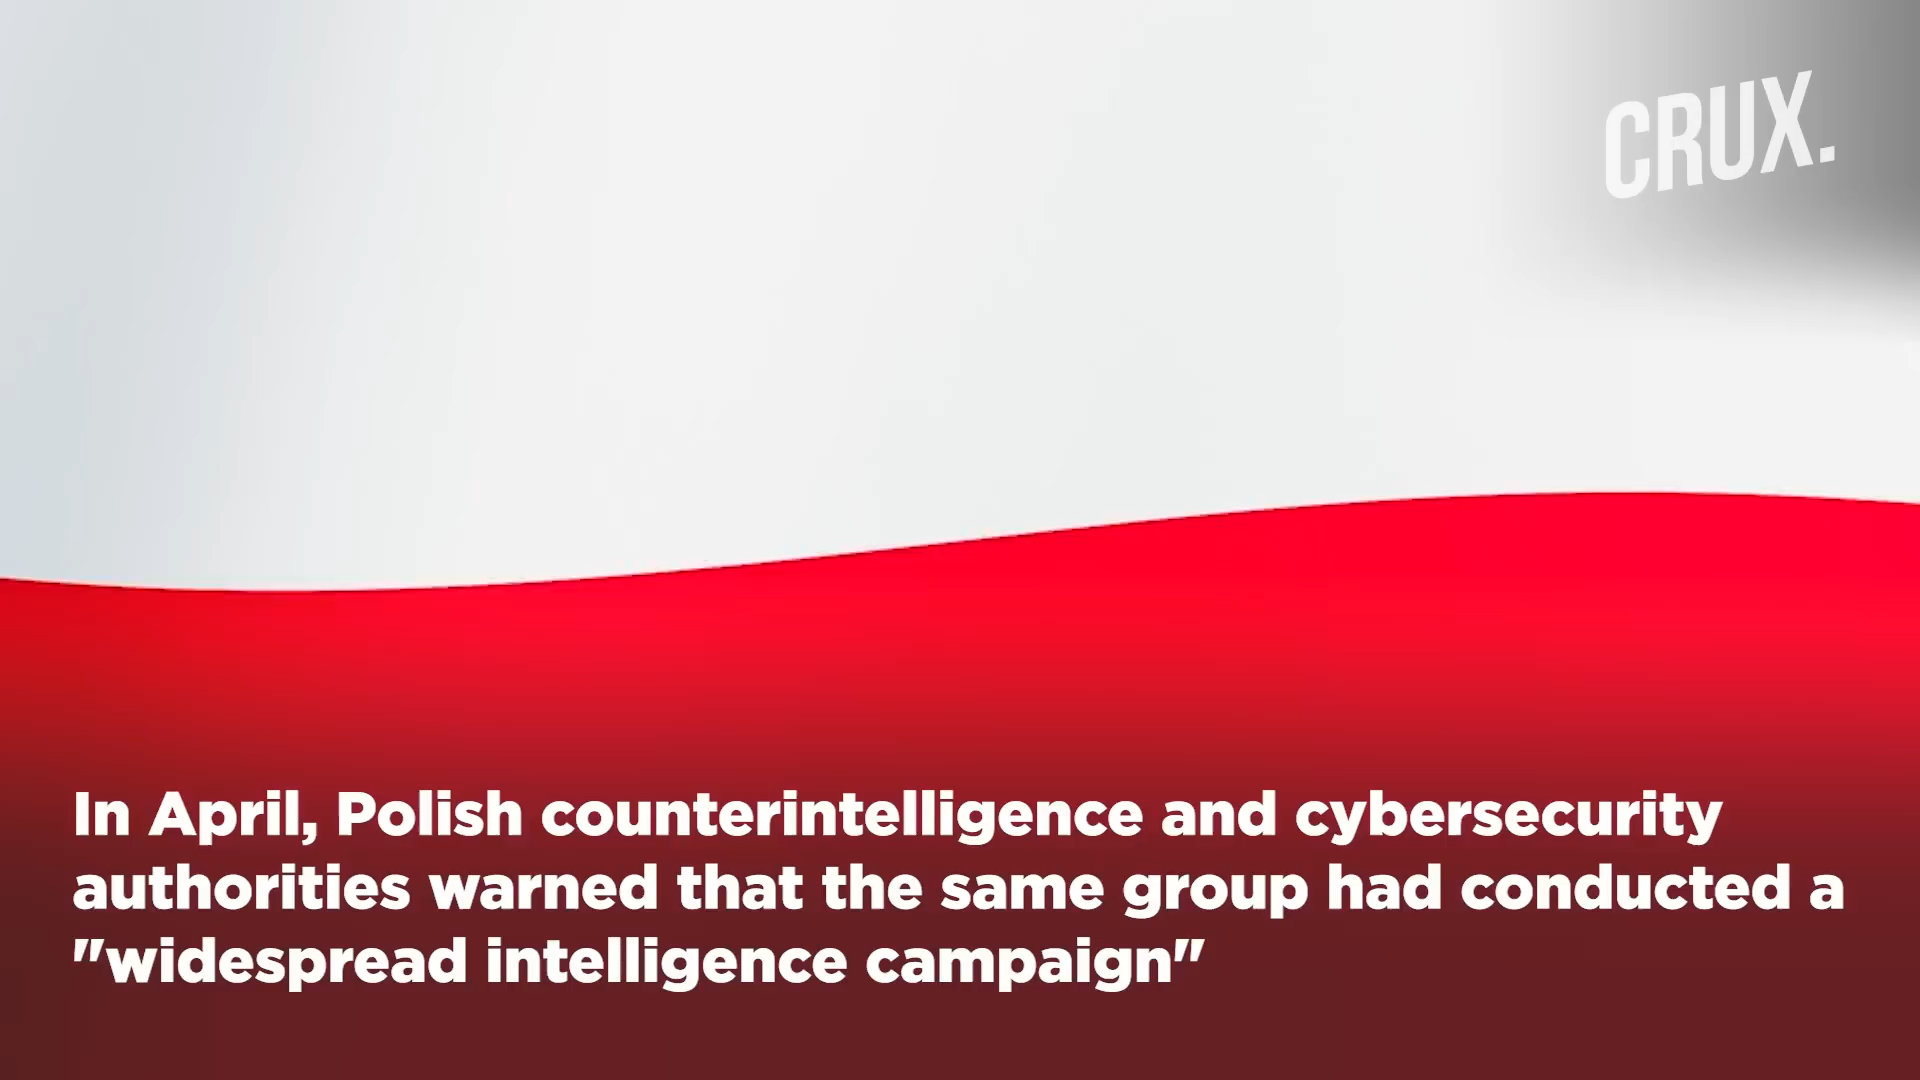 CRUX.
In April, Polish counterintelligence and cybersecurity
authorities warned that the same group had conducted a
"widespread intelligence campaign"